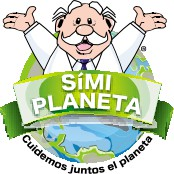 ®
SíMI
PLANETA
Cuidemos juntos el planeta